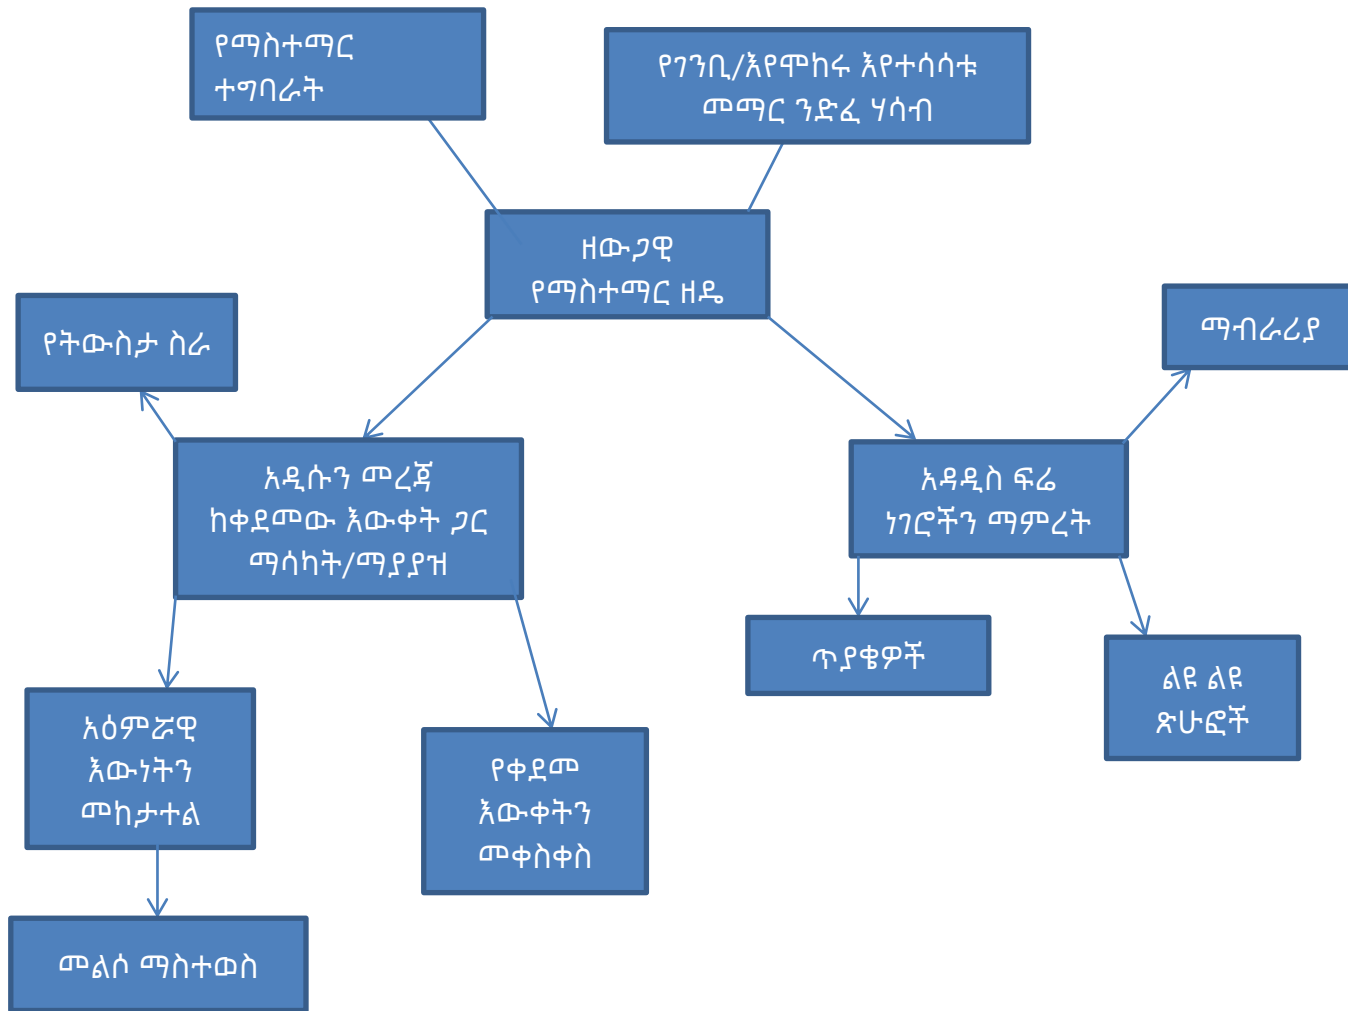 የማስተማር
ተግባራት
የገንቢ/እየሞከሩ እየተሳሳቱ
መማር ንድፈ ሃሳብ
ዘውጋዊ
የማስተማር ዘዴ
የትውስታ ስራ
ማብራሪያ
አዲሱን መረጃ
ከቀደመው እውቀት ጋር
ማሳካት/ማያያዝ
አዳዲስ ፍሬ
ነገሮችን ማምረት
ጥያቄዎች
ልዩ ልዩ
ጽሁፎች
አዕምሯዊ
እውነትን
መከታተል
የቀደመ
እውቀትን
መቀስቀስ
መልሶ ማስተወስ